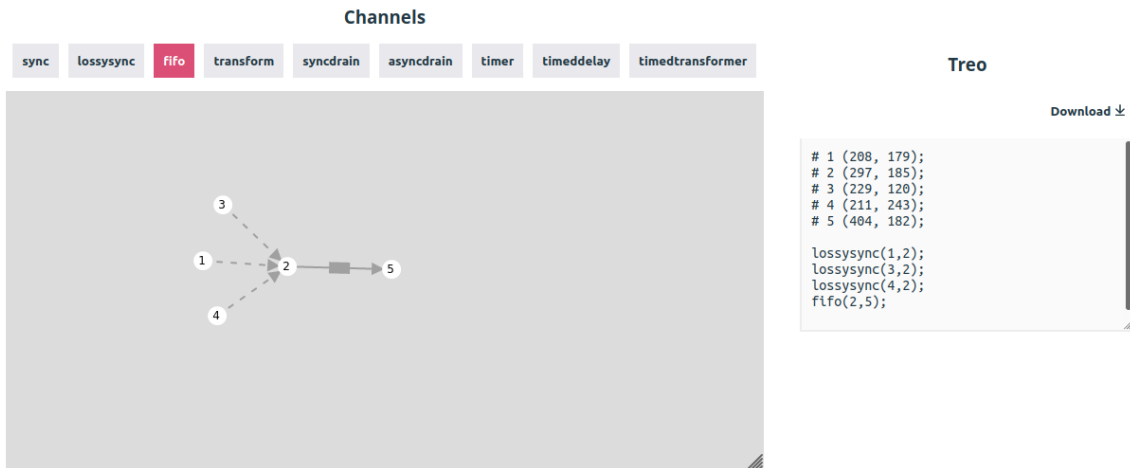 Channels
sync lossysync fifo transform syncdrain asyncdrain timer timeddelay timedtransformer
Treo
Download
# 1 (208, 179);
# 2 (297, 185);
# 3 (229, 120);
# 4 (211, 243);
# 5 (404, 182);
lossysync(1,2);
lossysync(3,2);
lossysync(4,2);
fifo(2,5);
3
1
2
5
4